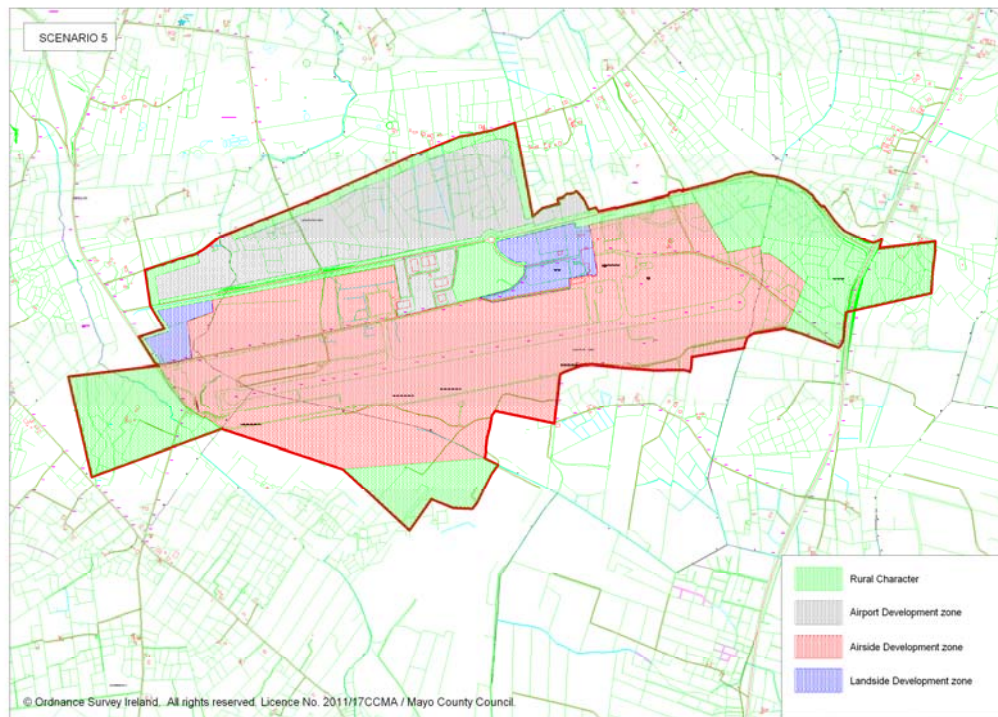 SCENARIO 5
Rural Character
Airport Development zone
Airside Development zone
Landside Development zone
© Ordnance Survey Ireland. All rights reserved. Licence No. 2011/17CCMA / Mayo County Council.